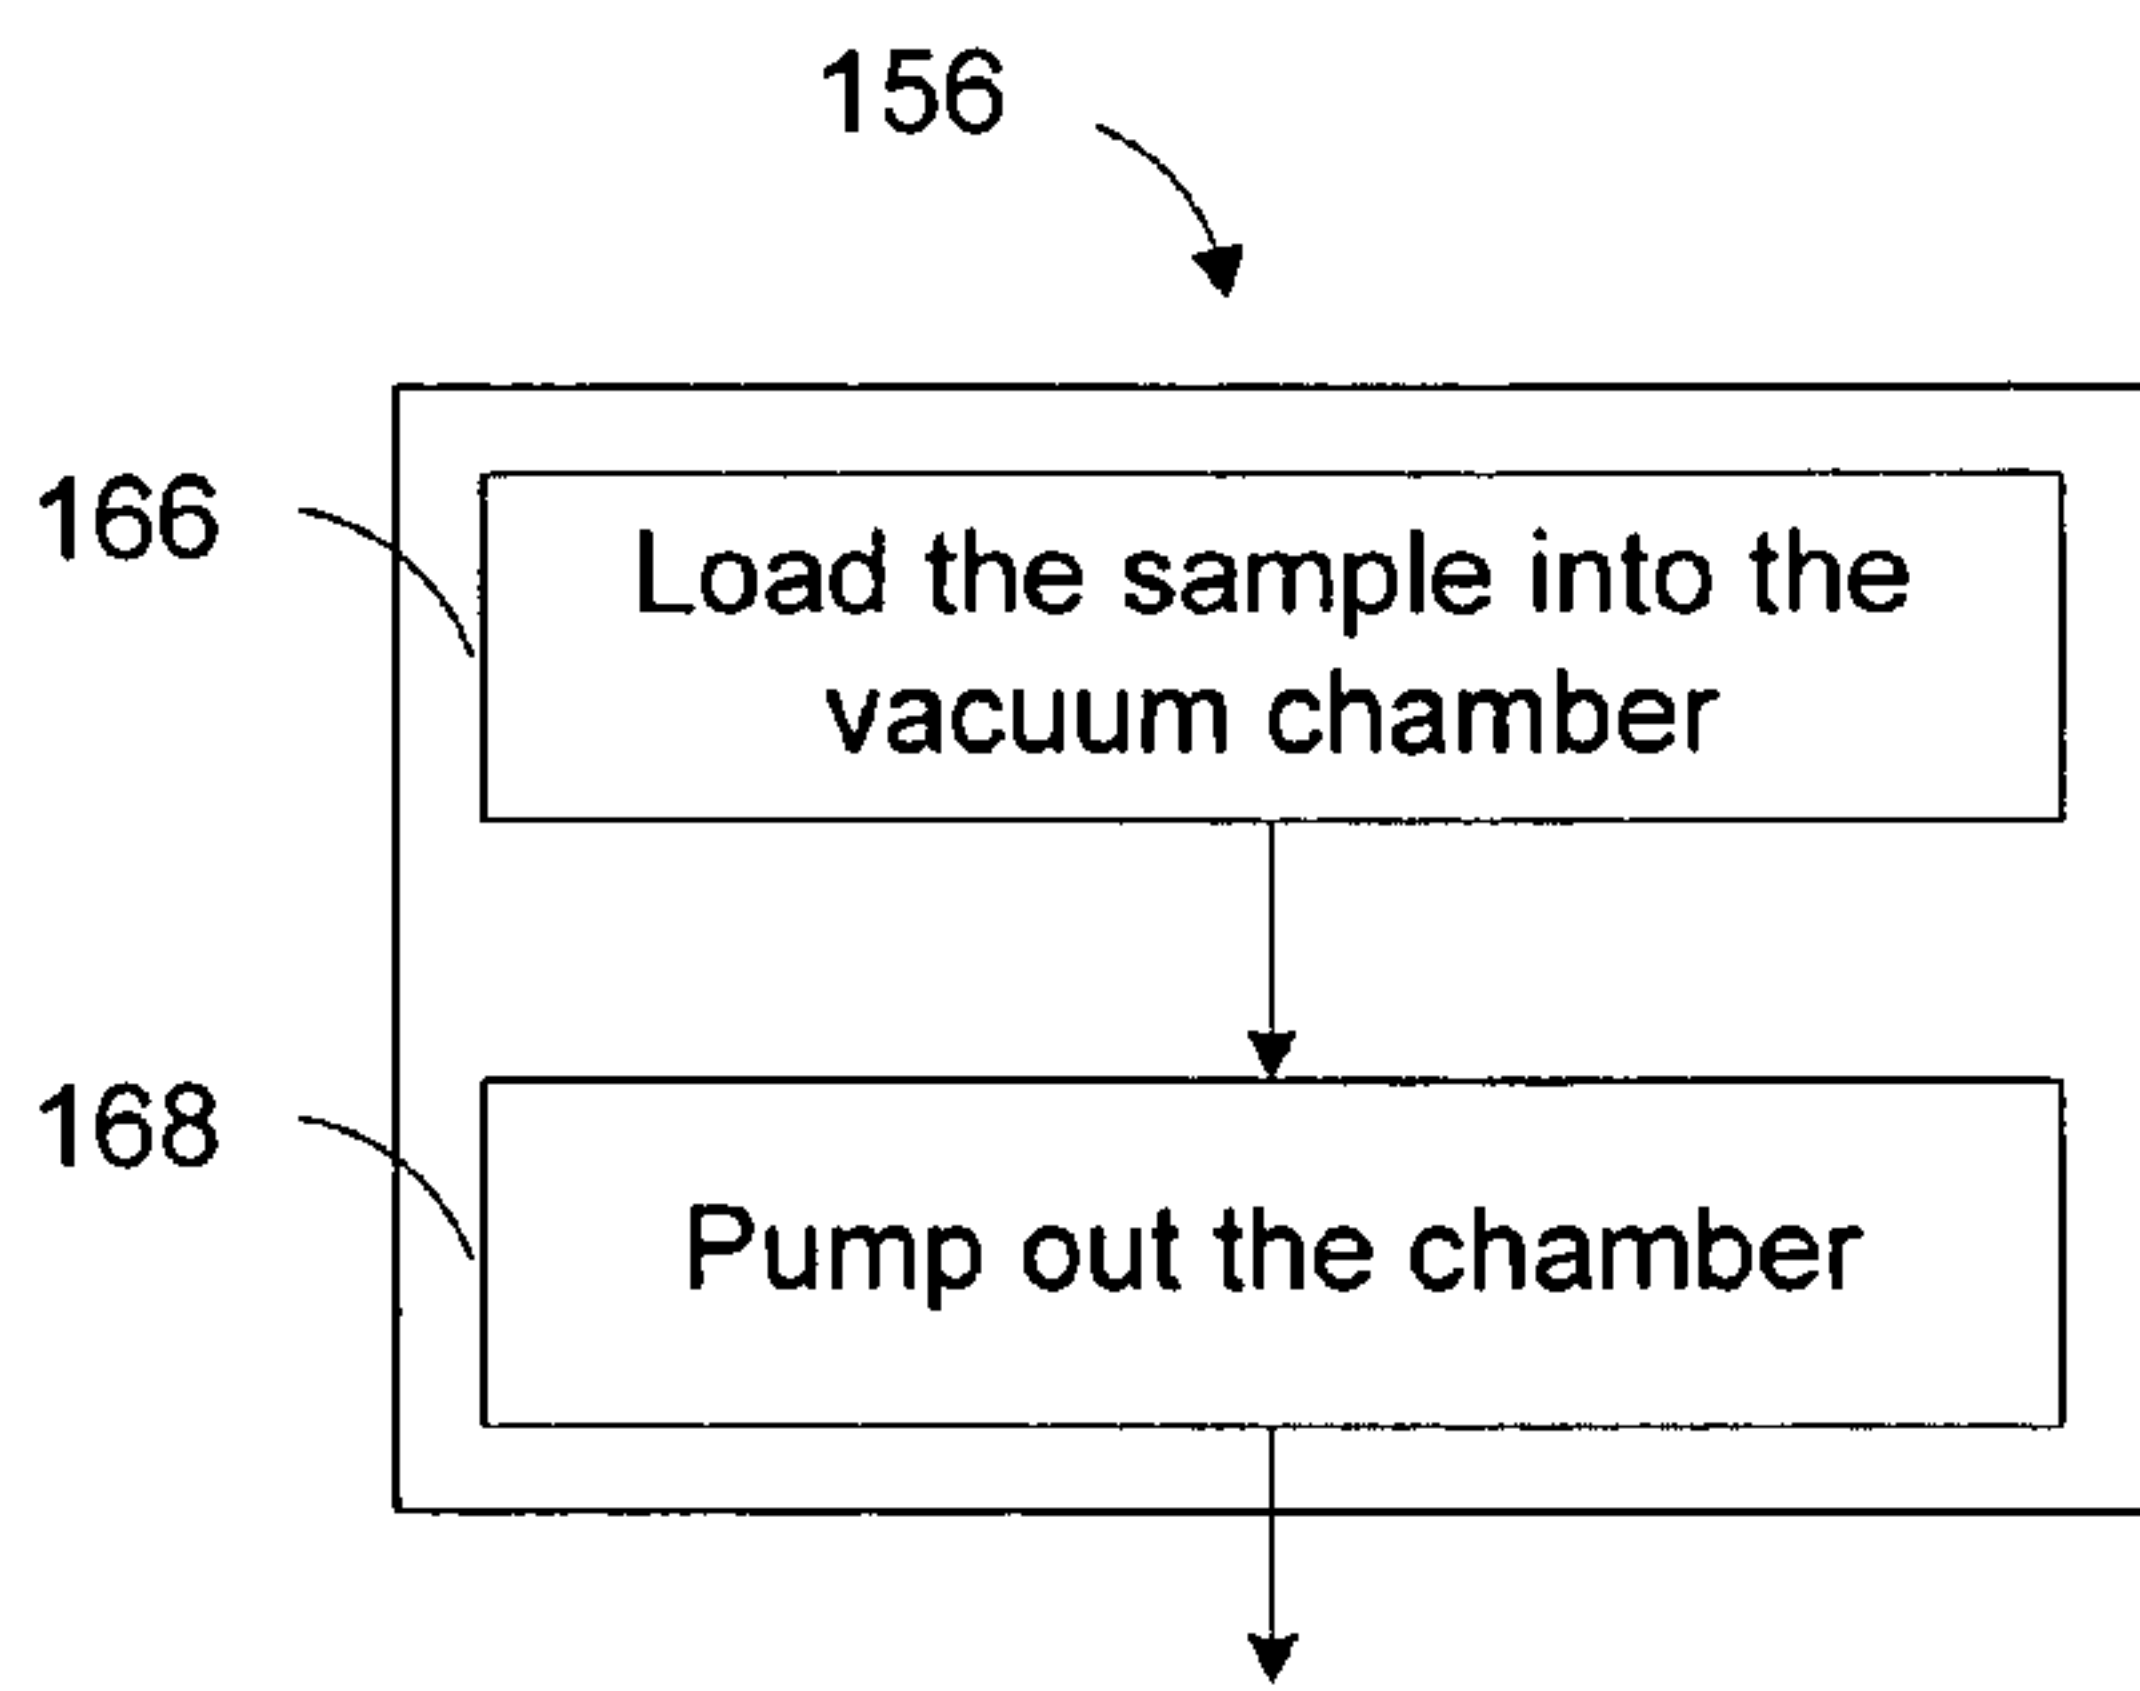 156
166
Load the sample into the
vacuum chamber
168
Pump out the chamber